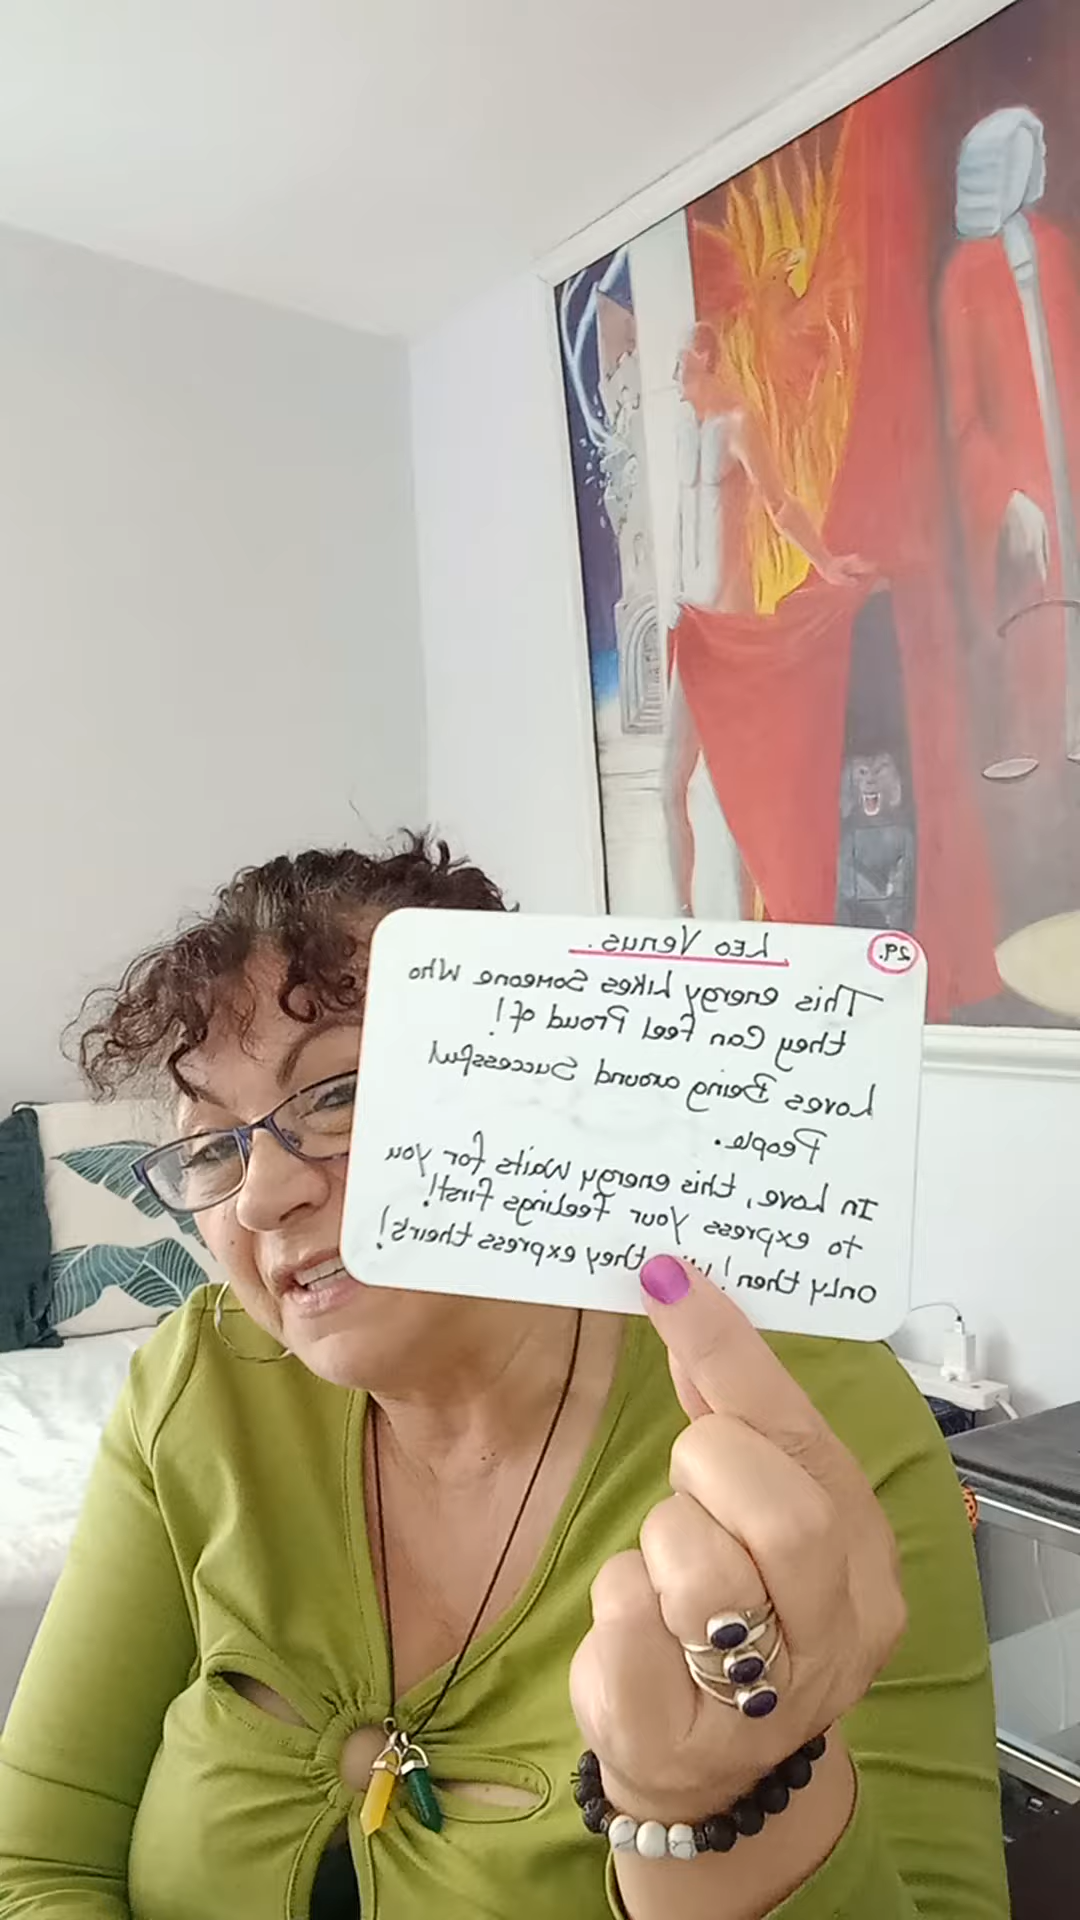 29.
Leo Venus.
This energy Likes Someone Who
they Can feel Proud of!
Loves Being around Successful
People.
In Love, this energy Waits for you
to express your feelings first!
only then! they express theirs!